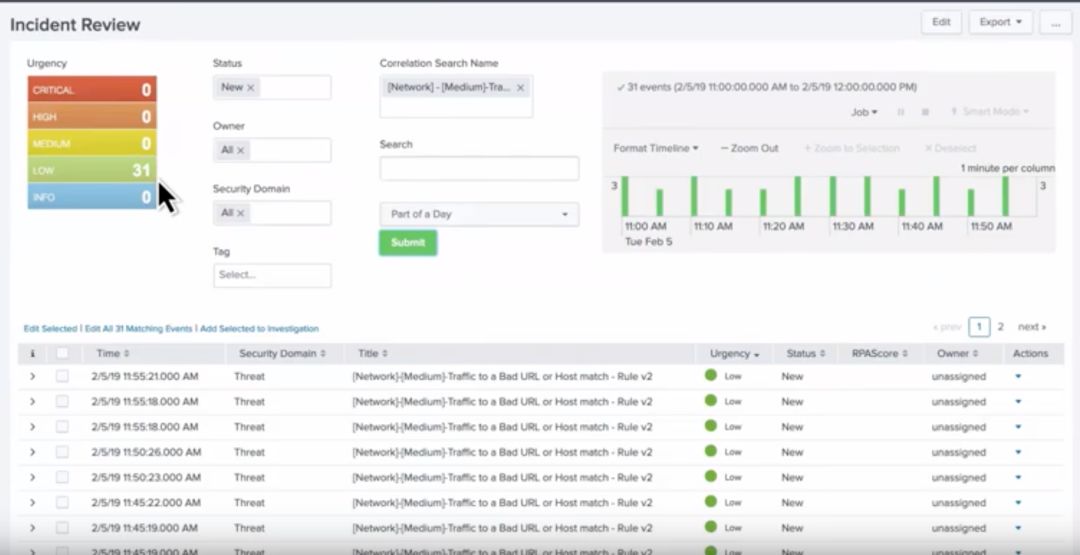 Incident Review
Edit
Export
...
Urgency
CRITICAL 0
HIGH 0
MEDIUM 0
LOW 31
INFO 0
Status
New ×
Owner
All ×
Security Domain
All ×
Tag
Select...
Correlation Search Name
[Network] - [Medium]-Tra... ×
Search
Part of a Day
Submit
✓ 31 events (2/5/19 11:00:00.000 AM to 2/5/19 12:00:00.000 PM)
Job
Smart Mode
Format Timeline
— Zoom Out
+ Zoom to Selection
× Deselect
1 minute per column
3
3
11:00 AM 11:10 AM 11:20 AM 11:30 AM 11:40 AM 11:50 AM
Tue Feb 5
Edit Selected | Edit All 31 Matching Events | Add Selected to Investigation
« prev 1 2 next »
i Time Security Domain Title Urgency Status RPAScore Owner Actions
2/5/19 11:55:21.000 AM Threat [Network]-[Medium]-Traffic to a Bad URL or Host match - Rule v2 Low New unassigned
2/5/19 11:55:18.000 AM Threat [Network]-[Medium]-Traffic to a Bad URL or Host match - Rule v2 Low New unassigned
2/5/19 11:55:18.000 AM Threat [Network]-[Medium]-Traffic to a Bad URL or Host match - Rule v2 Low New unassigned
2/5/19 11:50:26.000 AM Threat [Network]-[Medium]-Traffic to a Bad URL or Host match - Rule v2 Low New unassigned
2/5/19 11:50:23.000 AM Threat [Network]-[Medium]-Traffic to a Bad URL or Host match - Rule v2 Low New unassigned
2/5/19 11:45:22.000 AM Threat [Network]-[Medium]-Traffic to a Bad URL or Host match - Rule v2 Low New unassigned
2/5/19 11:45:19.000 AM Threat [Network]-[Medium]-Traffic to a Bad URL or Host match - Rule v2 Low New unassigned
2/5/19 11:45:19.000 AM Threat [Network]-[Medium]-Traffic to a Bad URL or Host match - Rule v2 Low New unassigned